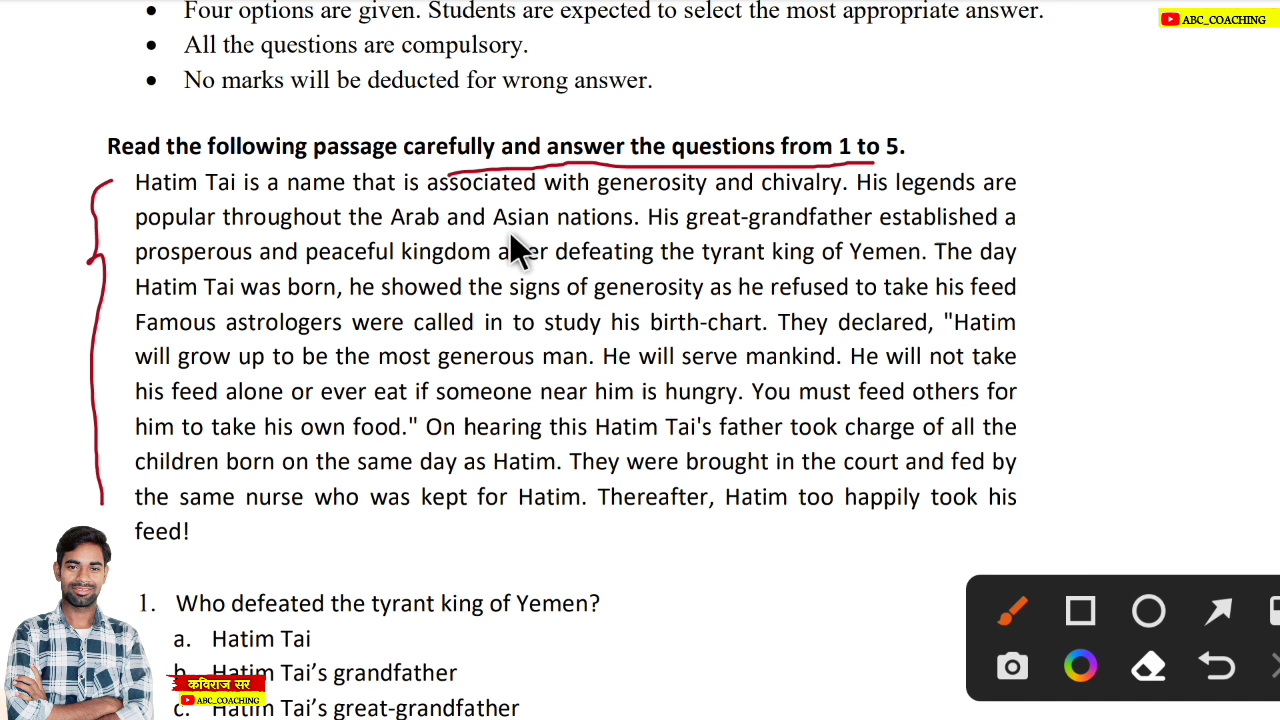 • Four options are given. Students are expected to select the most appropriate answer.
ABC_COACHING
• All the questions are compulsory.
• No marks will be deducted for wrong answer.
Read the following passage carefully and answer the questions from 1 to 5.
Hatim Tai is a name that is associated with generosity and chivalry. His legends are
popular throughout the Arab and Asian nations. His great-grandfather established a
prosperous and peaceful kingdom after defeating the tyrant king of Yemen. The day
Hatim Tai was born, he showed the signs of generosity as he refused to take his feed
Famous astrologers were called in to study his birth-chart. They declared, "Hatim
will grow up to be the most generous man. He will serve mankind. He will not take
his feed alone or ever eat if someone near him is hungry. You must feed others for
him to take his own food." On hearing this Hatim Tai's father took charge of all the
children born on the same day as Hatim. They were brought in the court and fed by
the same nurse who was kept for Hatim. Thereafter, Hatim too happily took his
feed!
1. Who defeated the tyrant king of Yemen?
a. Hatim Tai
b. Hatim Tai’s grandfather
कविराज सर
ABC_COACHING
c. Hatim Tai’s great-grandfather